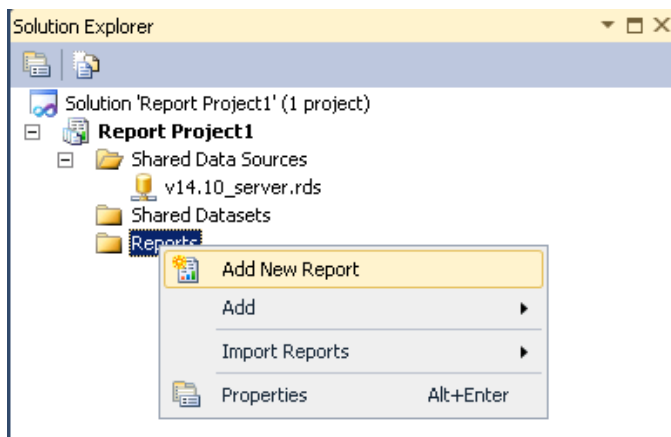 Solution Explorer
Solution 'Report Project1' (1 project)
Report Project1
Shared Data Sources
v14.10_server.rds
Shared Datasets
Reports
Add New Report
Add
Import Reports
Properties Alt+Enter